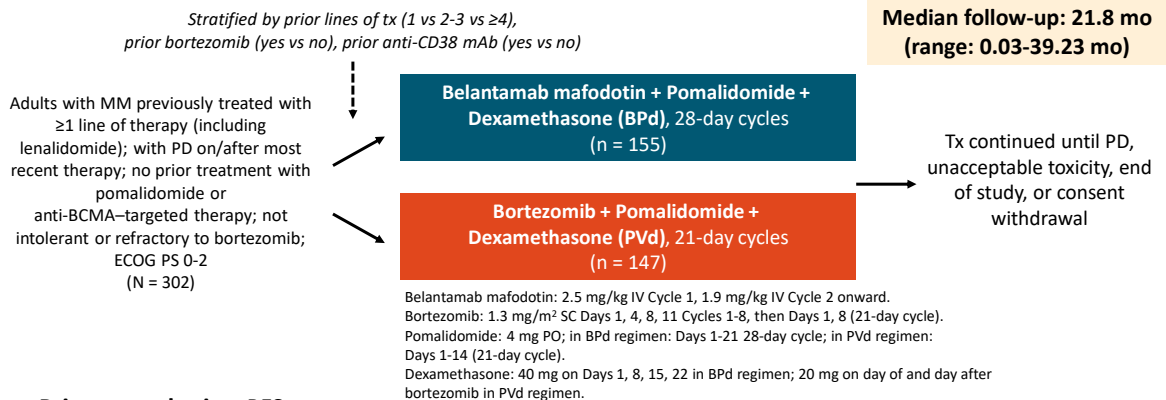 Stratified by prior lines of tx (1 vs 2-3 vs ≥4),
prior bortezomib (yes vs no), prior anti-CD38 mAb (yes vs no)
Median follow-up: 21.8 mo
(range: 0.03-39.23 mo)
Adults with MM previously treated with
≥1 line of therapy (including
lenalidomide); with PD on/after most
recent therapy; no prior treatment with
pomalidomide or
anti-BCMA–targeted therapy; not
intolerant or refractory to bortezomib;
ECOG PS 0-2
(N = 302)
Belantamab mafodotin + Pomalidomide +
Dexamethasone (BPd), 28-day cycles
(n = 155)
Bortezomib + Pomalidomide +
Dexamethasone (PVd), 21-day cycles
(n = 147)
Tx continued until PD,
unacceptable toxicity, end
of study, or consent
withdrawal
Belantamab mafodotin: 2.5 mg/kg IV Cycle 1, 1.9 mg/kg IV Cycle 2 onward.
Bortezomib: 1.3 mg/m² SC Days 1, 4, 8, 11 Cycles 1-8, then Days 1, 8 (21-day cycle).
Pomalidomide: 4 mg PO; in BPd regimen: Days 1-21 28-day cycle; in PVd regimen:
Days 1-14 (21-day cycle).
Dexamethasone: 40 mg on Days 1, 8, 15, 22 in BPd regimen; 20 mg on day of and day after
bortezomib in PVd regimen.